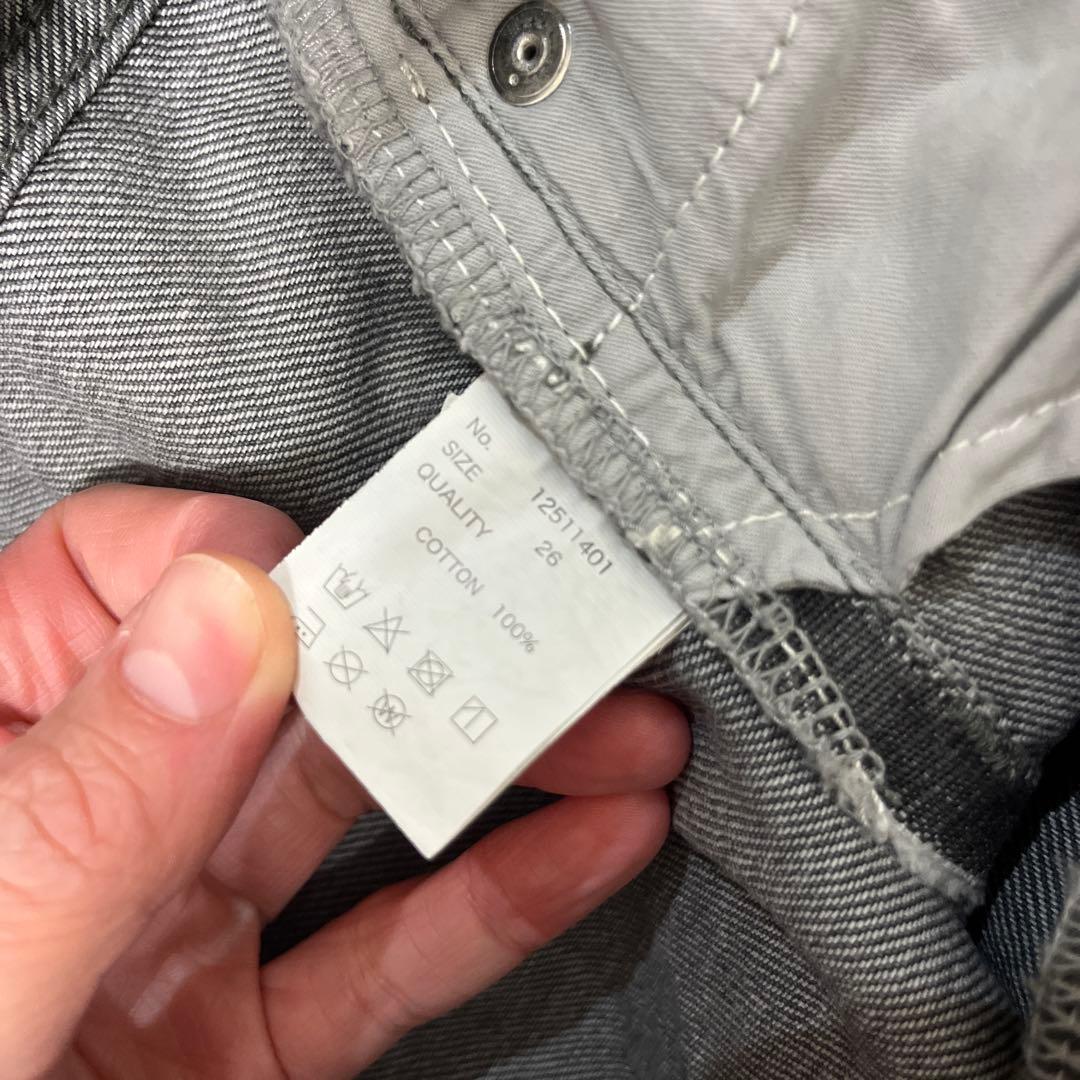 No. 12511401
SIZE 26
QUALITY
COTTON 100%